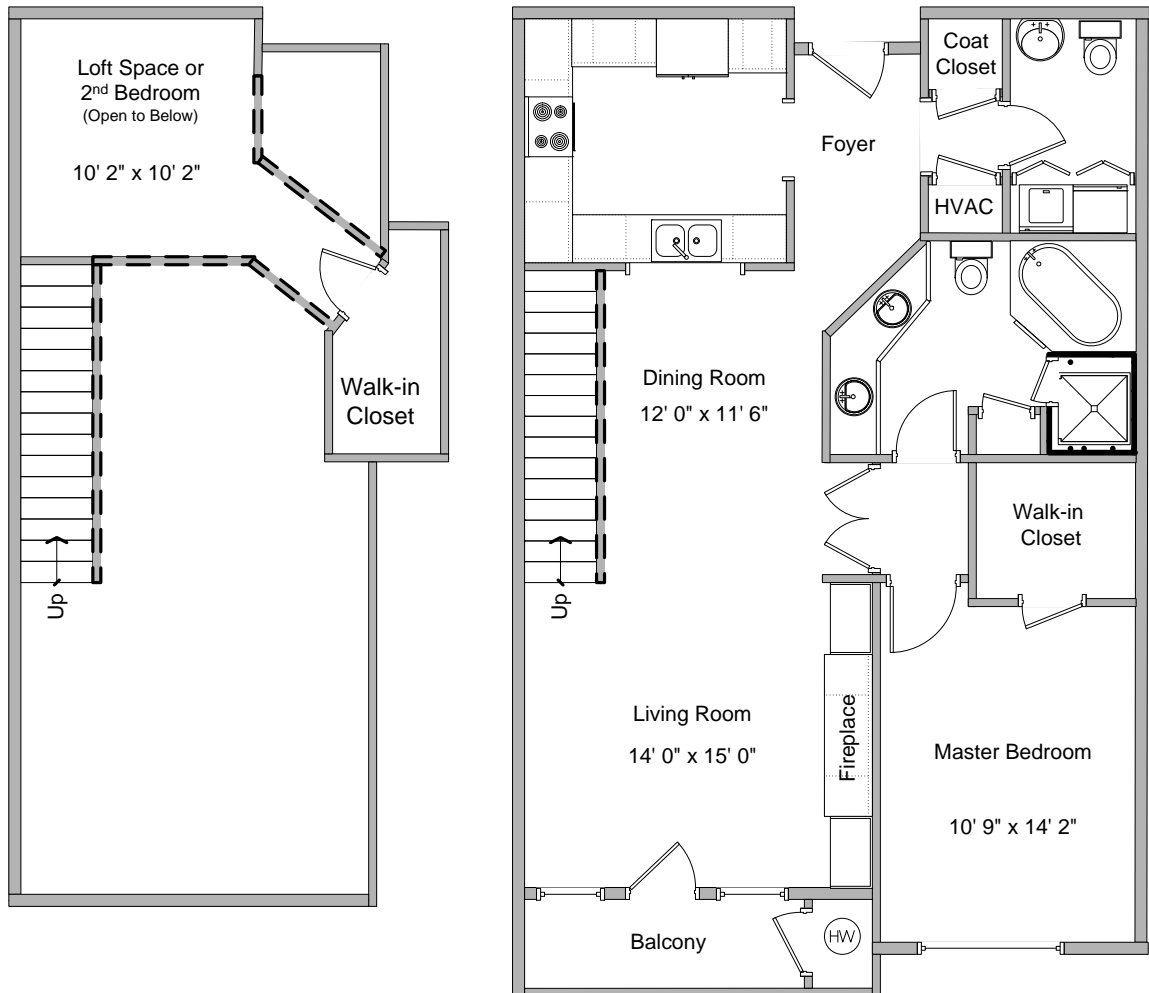 Loft Space or
2nd Bedroom
(Open to Below)
10' 2" x 10' 2"
Walk-in
Closet
Up
Coat
Closet
Foyer
HVAC
Dining Room
12' 0" x 11' 6"
Walk-in
Closet
Up
Living Room
14' 0" x 15' 0"
Fireplace
Master Bedroom
10' 9" x 14' 2"
Balcony
HW